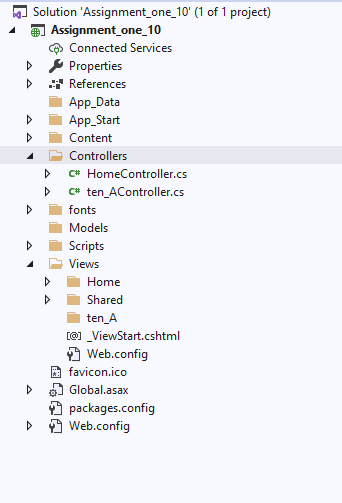 Solution 'Assignment_one_10' (1 of 1 project)
Assignment_one_10
Connected Services
Properties
References
App_Data
App_Start
Content
Controllers
C# HomeController.cs
C# ten_AController.cs
fonts
Models
Scripts
Views
Home
Shared
ten_A
[@] _ViewStart.cshtml
Web.config
favicon.ico
Global.asax
packages.config
Web.config